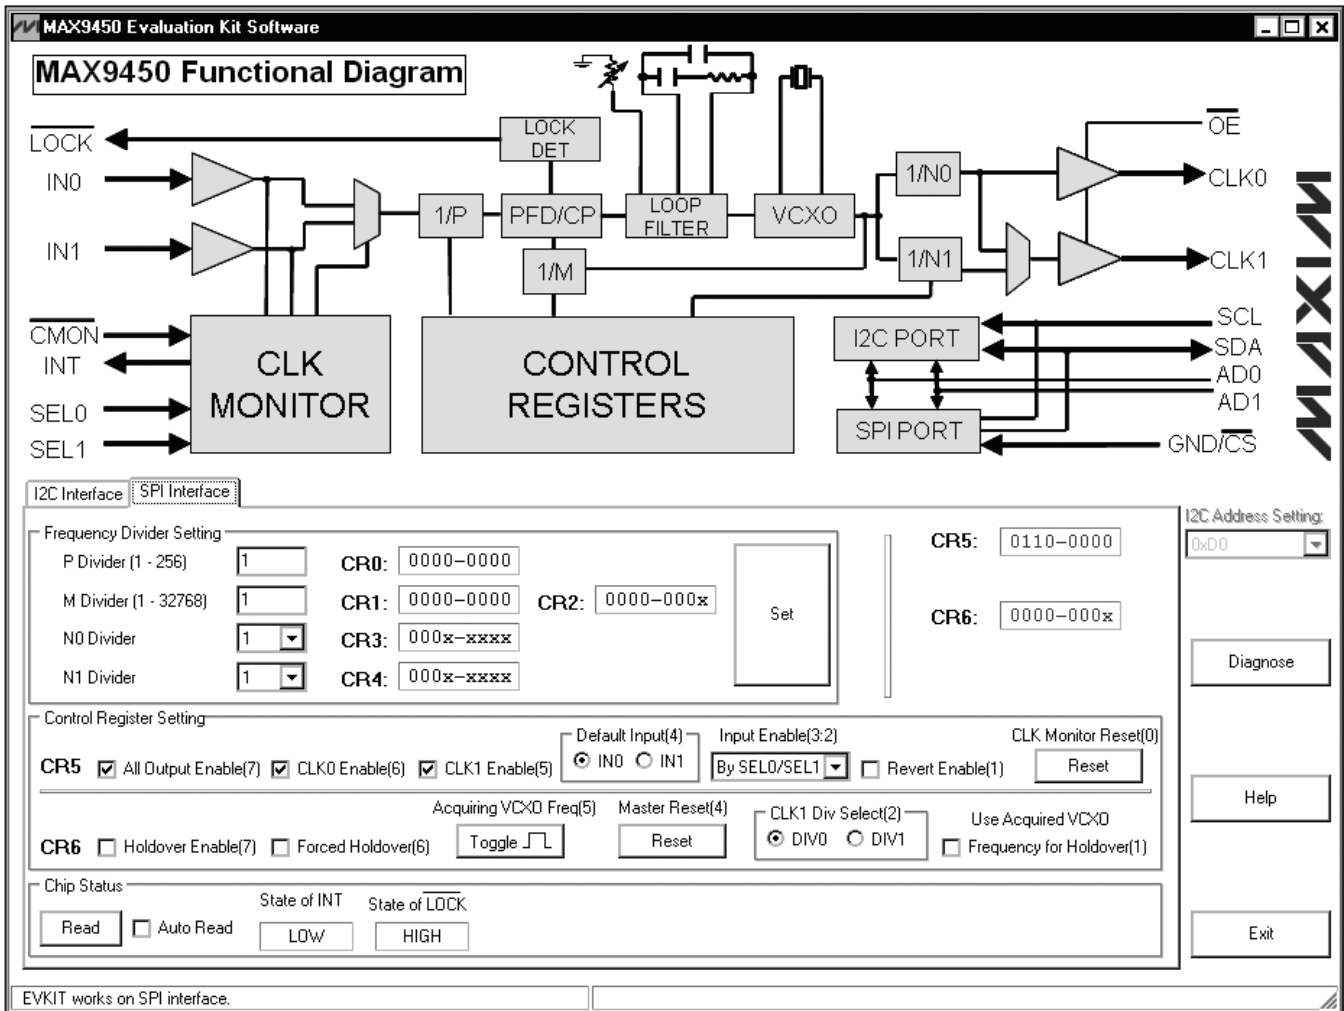 MAX9450 Evaluation Kit Software
MAX9450 Functional Diagram
LOCK
LOCK DET
OE
IN0
1/N0
CLK0
1/P
PFD/CP
LOOP FILTER
VCXO
IN1
1/M
1/N1
CLK1
CMON
INT
SEL0
SEL1
CLK MONITOR
CONTROL REGISTERS
I2C PORT
SPI PORT
SCL
SDA
AD0
AD1
GND/CS
MAXIM
I2C Interface SPI Interface
I2C Address Setting:
0xD0
Frequency Divider Setting
P Divider (1 - 256) 1 CR0: 0000-0000
M Divider (1 - 32768) 1 CR1: 0000-0000 CR2: 0000-000x
N0 Divider 1 CR3: 000x-xxxx
N1 Divider 1 CR4: 000x-xxxx
Set
CR5: 0110-0000
CR6: 0000-000x
Diagnose
Control Register Setting
Default Input(4) Input Enable(3:2) CLK Monitor Reset(0)
CR5 All Output Enable(7) CLK0 Enable(6) CLK1 Enable(5) IN0 IN1 By SEL0/SEL1 Revert Enable(1) Reset
Acquiring VCXO Freq(5) Master Reset(4) CLK1 Div Select(2) Use Acquired VCXO
CR6 Holdover Enable(7) Forced Holdover(6) Toggle Reset DIV0 DIV1 Frequency for Holdover(1)
Help
Chip Status
State of INT State of LOCK
Read Auto Read LOW HIGH
Exit
EVKIT works on SPI interface.